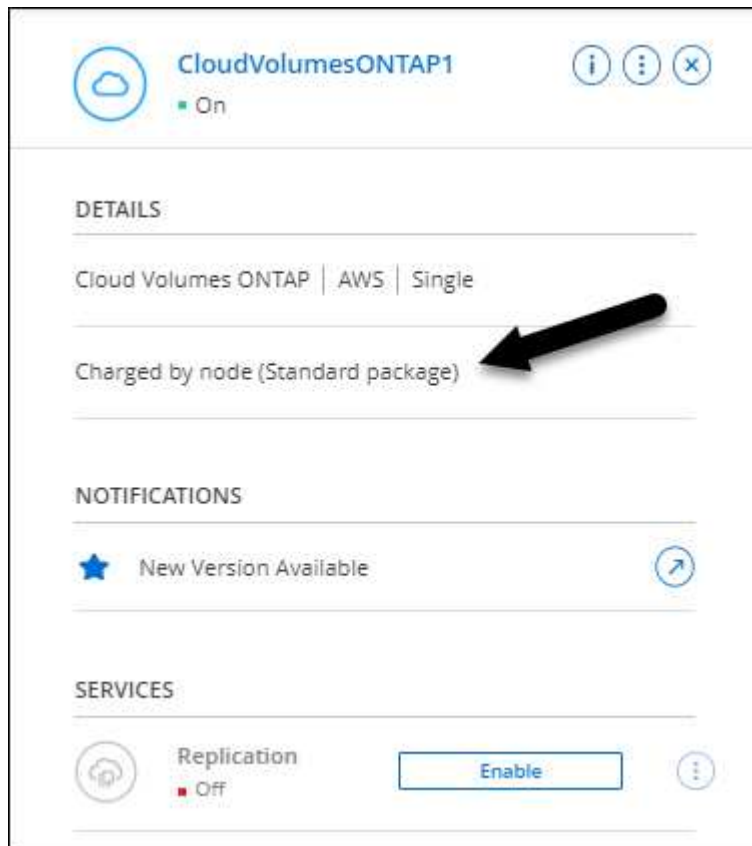 CloudVolumesONTAP1
On
DETAILS
Cloud Volumes ONTAP | AWS | Single
Charged by node (Standard package)
NOTIFICATIONS
New Version Available
SERVICES
Replication
Enable
Off